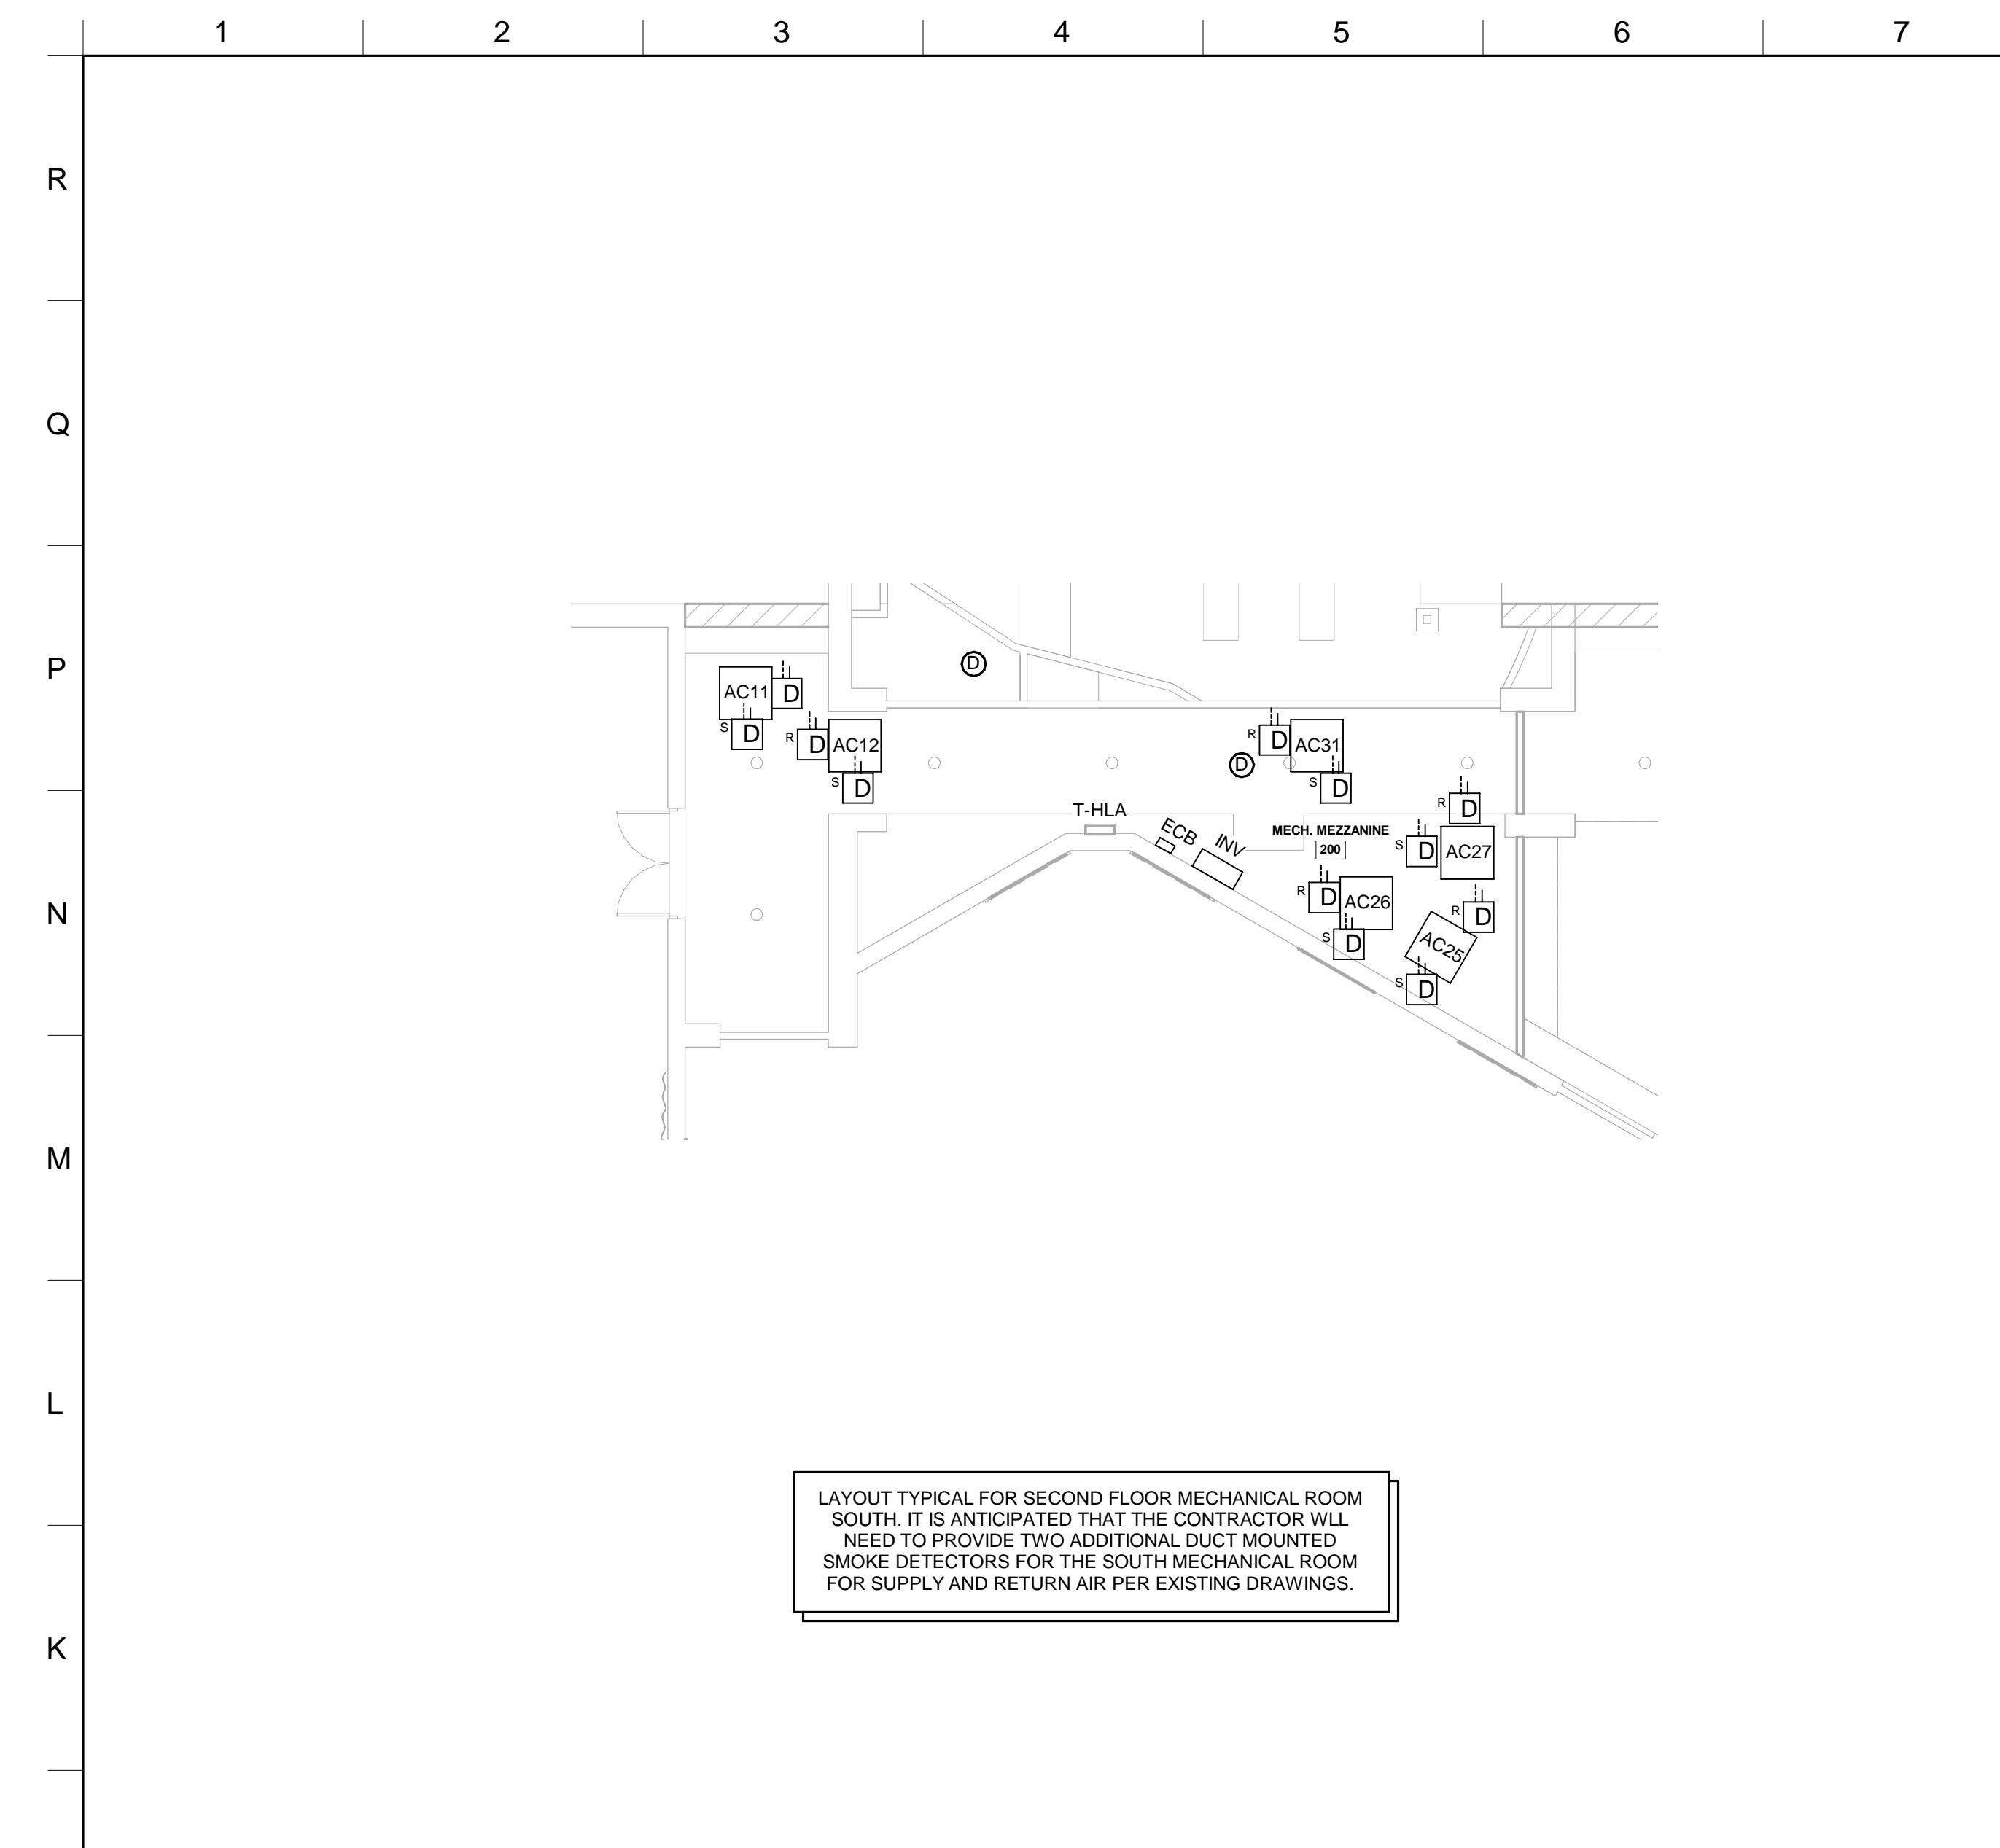 1 2 3 4 5 6 7
R
Q
P
D
AC11 D
S D
R D AC12
S D
R D AC31
D
S D
T-HLA
R D
ECB
INV
MECH. MEZZANINE
200
S D AC27
R D AC26
R D
S D
AC25
S D
N
M
L
LAYOUT TYPICAL FOR SECOND FLOOR MECHANICAL ROOM
SOUTH. IT IS ANTICIPATED THAT THE CONTRACTOR WLL
NEED TO PROVIDE TWO ADDITIONAL DUCT MOUNTED
SMOKE DETECTORS FOR THE SOUTH MECHANICAL ROOM
FOR SUPPLY AND RETURN AIR PER EXISTING DRAWINGS.
K